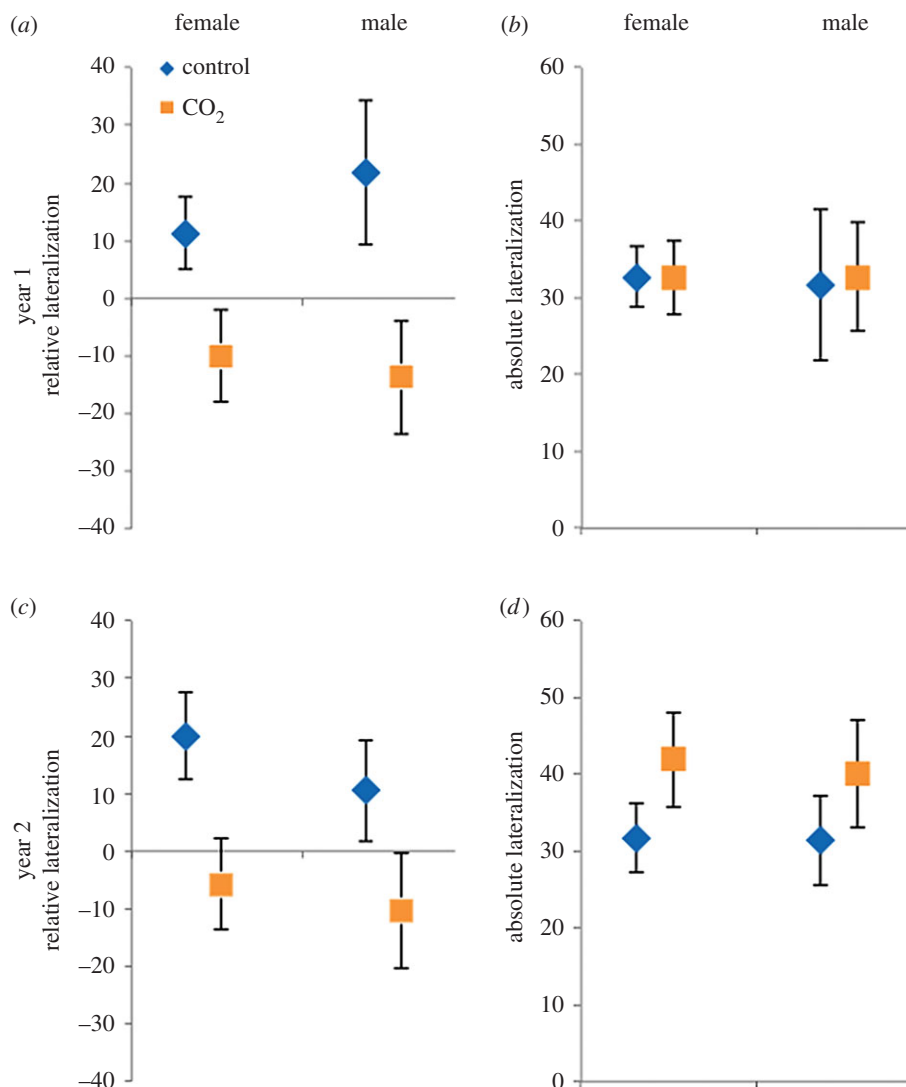 (a)
female
male
40
30
20
10
0
–10
–20
–30
–40
year 1
relative lateralization
control
CO₂
(b)
female
male
60
50
40
30
20
10
0
absolute lateralization
(c)
40
30
20
10
0
–10
–20
–30
–40
year 2
relative lateralization
(d)
60
50
40
30
20
10
0
absolute lateralization